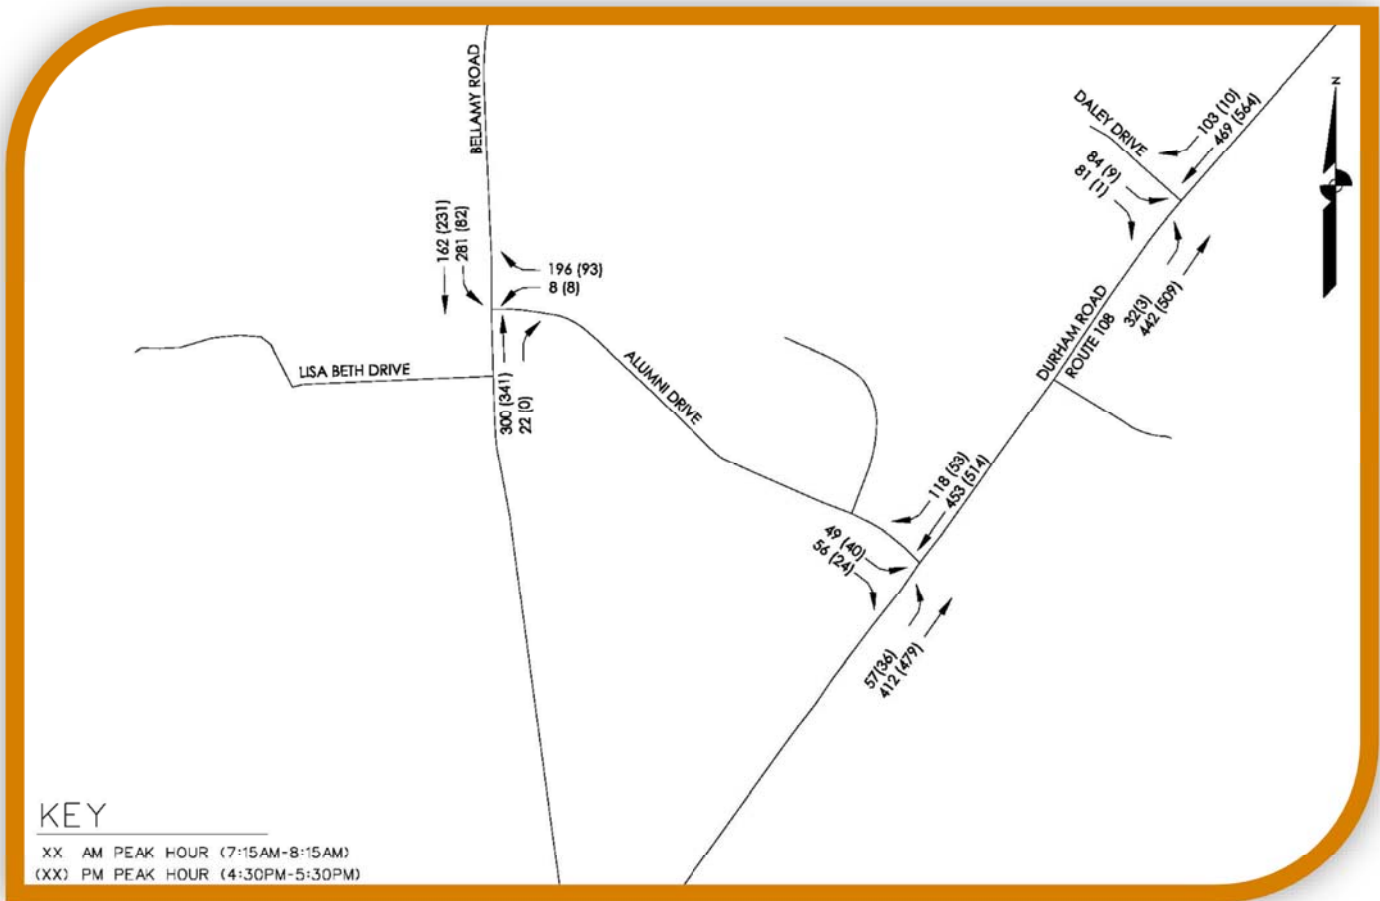 BELLAMY ROAD
DALEY DRIVE
103 (10)
469 (564)
84 (9)
81 (1)
N
162 (231)
281 (82)
196 (93)
8 (8)
32(3)
442 (509)
DURHAM ROAD
ROUTE 108
LISA BETH DRIVE
300 (341)
22 (0)
ALUMNI DRIVE
118 (53)
453 (514)
49 (40)
56 (24)
57(36)
412 (479)
KEY
XX AM PEAK HOUR (7:15AM-8:15AM)
(XX) PM PEAK HOUR (4:30PM-5:30PM)